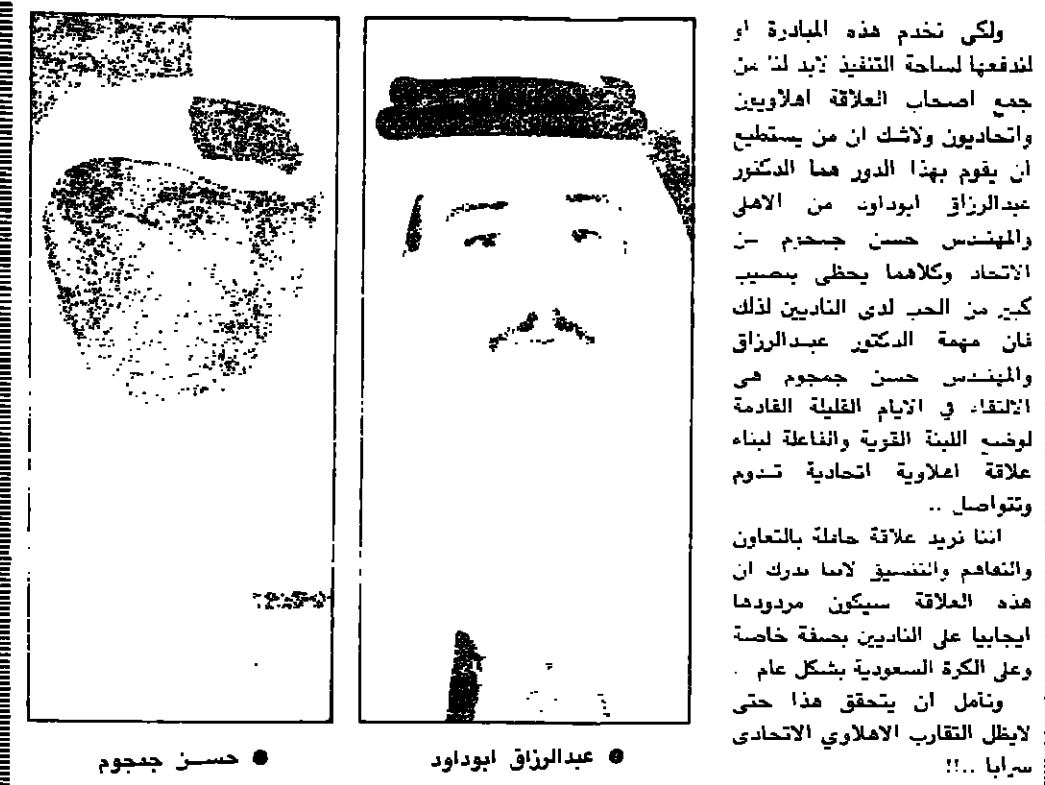 ولكي نخدم هذه المبادرة او
لندفعها لساحة التنفيذ لابد لنا من
جمع اصحاب العلاقة اهلاويون
واتحاديون ولاشك ان من يستطيع
أن يقوم بهذا الدور هما الدكتور
عبدالرزاق ابوداود من الاهلى
والمهندس حسن جمجوم من
الاتحاد وكلاهما يحظى بنصيب
كبير من الحب لدى الناديين لذلك
فان مهمة الدكتور عبدالرزاق
والمهندس حسن جمجوم هى
الالتقاء في الايام القليلة القادمة
لوضع اللبنة القوية والفاعلة لبناء
علاقة اهلاوية اتحادية تدوم
وتتواصل ..
اننا نريد علاقة حافلة بالتعاون
والتفاهم والتنسيق لاننا ندرك ان
هذه العلاقة سيكون مردودها
ايجابيا على الناديين بصفة خاصة
وعلى الكرة السعودية بشكل عام .
ونأمل ان يتحقق هذا حتى
لايظل التقارب الاهلاوي الاتحادى
سرابا ..!!
● عبدالرزاق ابوداود
● حسن جمجوم